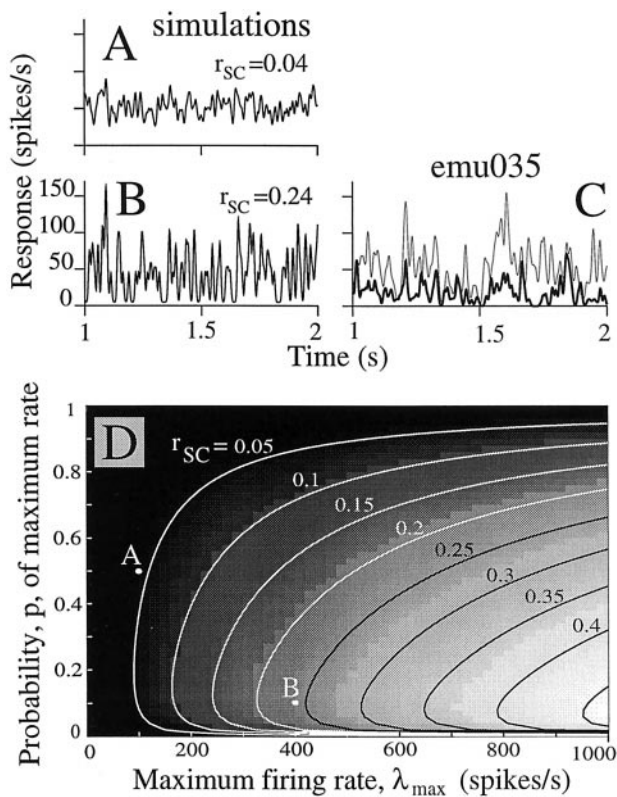 simulations
A
r_SC=0.04
Response (spikes/s)
B
r_SC=0.24
150
100
50
0
1
1.5
2
emu035
C
1
1.5
2
Time (s)
D
r_SC = 0.05
0.1
0.15
0.2
0.25
0.3
0.35
0.4
A
B
Probability, p, of maximum rate
1
0.8
0.6
0.4
0.2
0
0
200
400
600
800
1000
Maximum firing rate, λ_max (spikes/s)